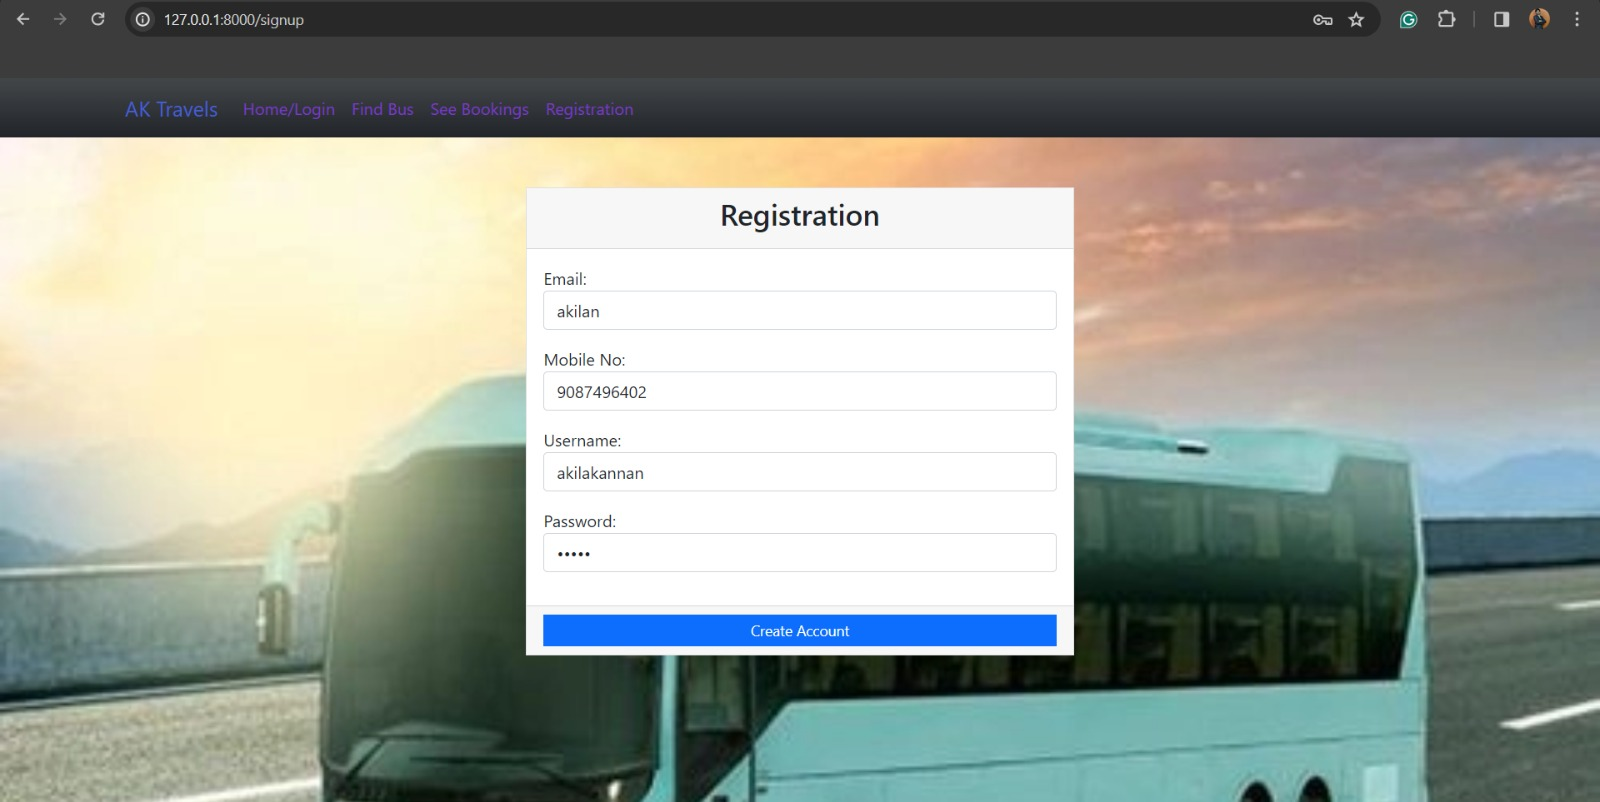 127.0.0.1:8000/signup
AK Travels Home/Login Find Bus See Bookings Registration
Registration
Email:
akilan
Mobile No:
9087496402
Username:
akilakannan
Password:
•••••
Create Account